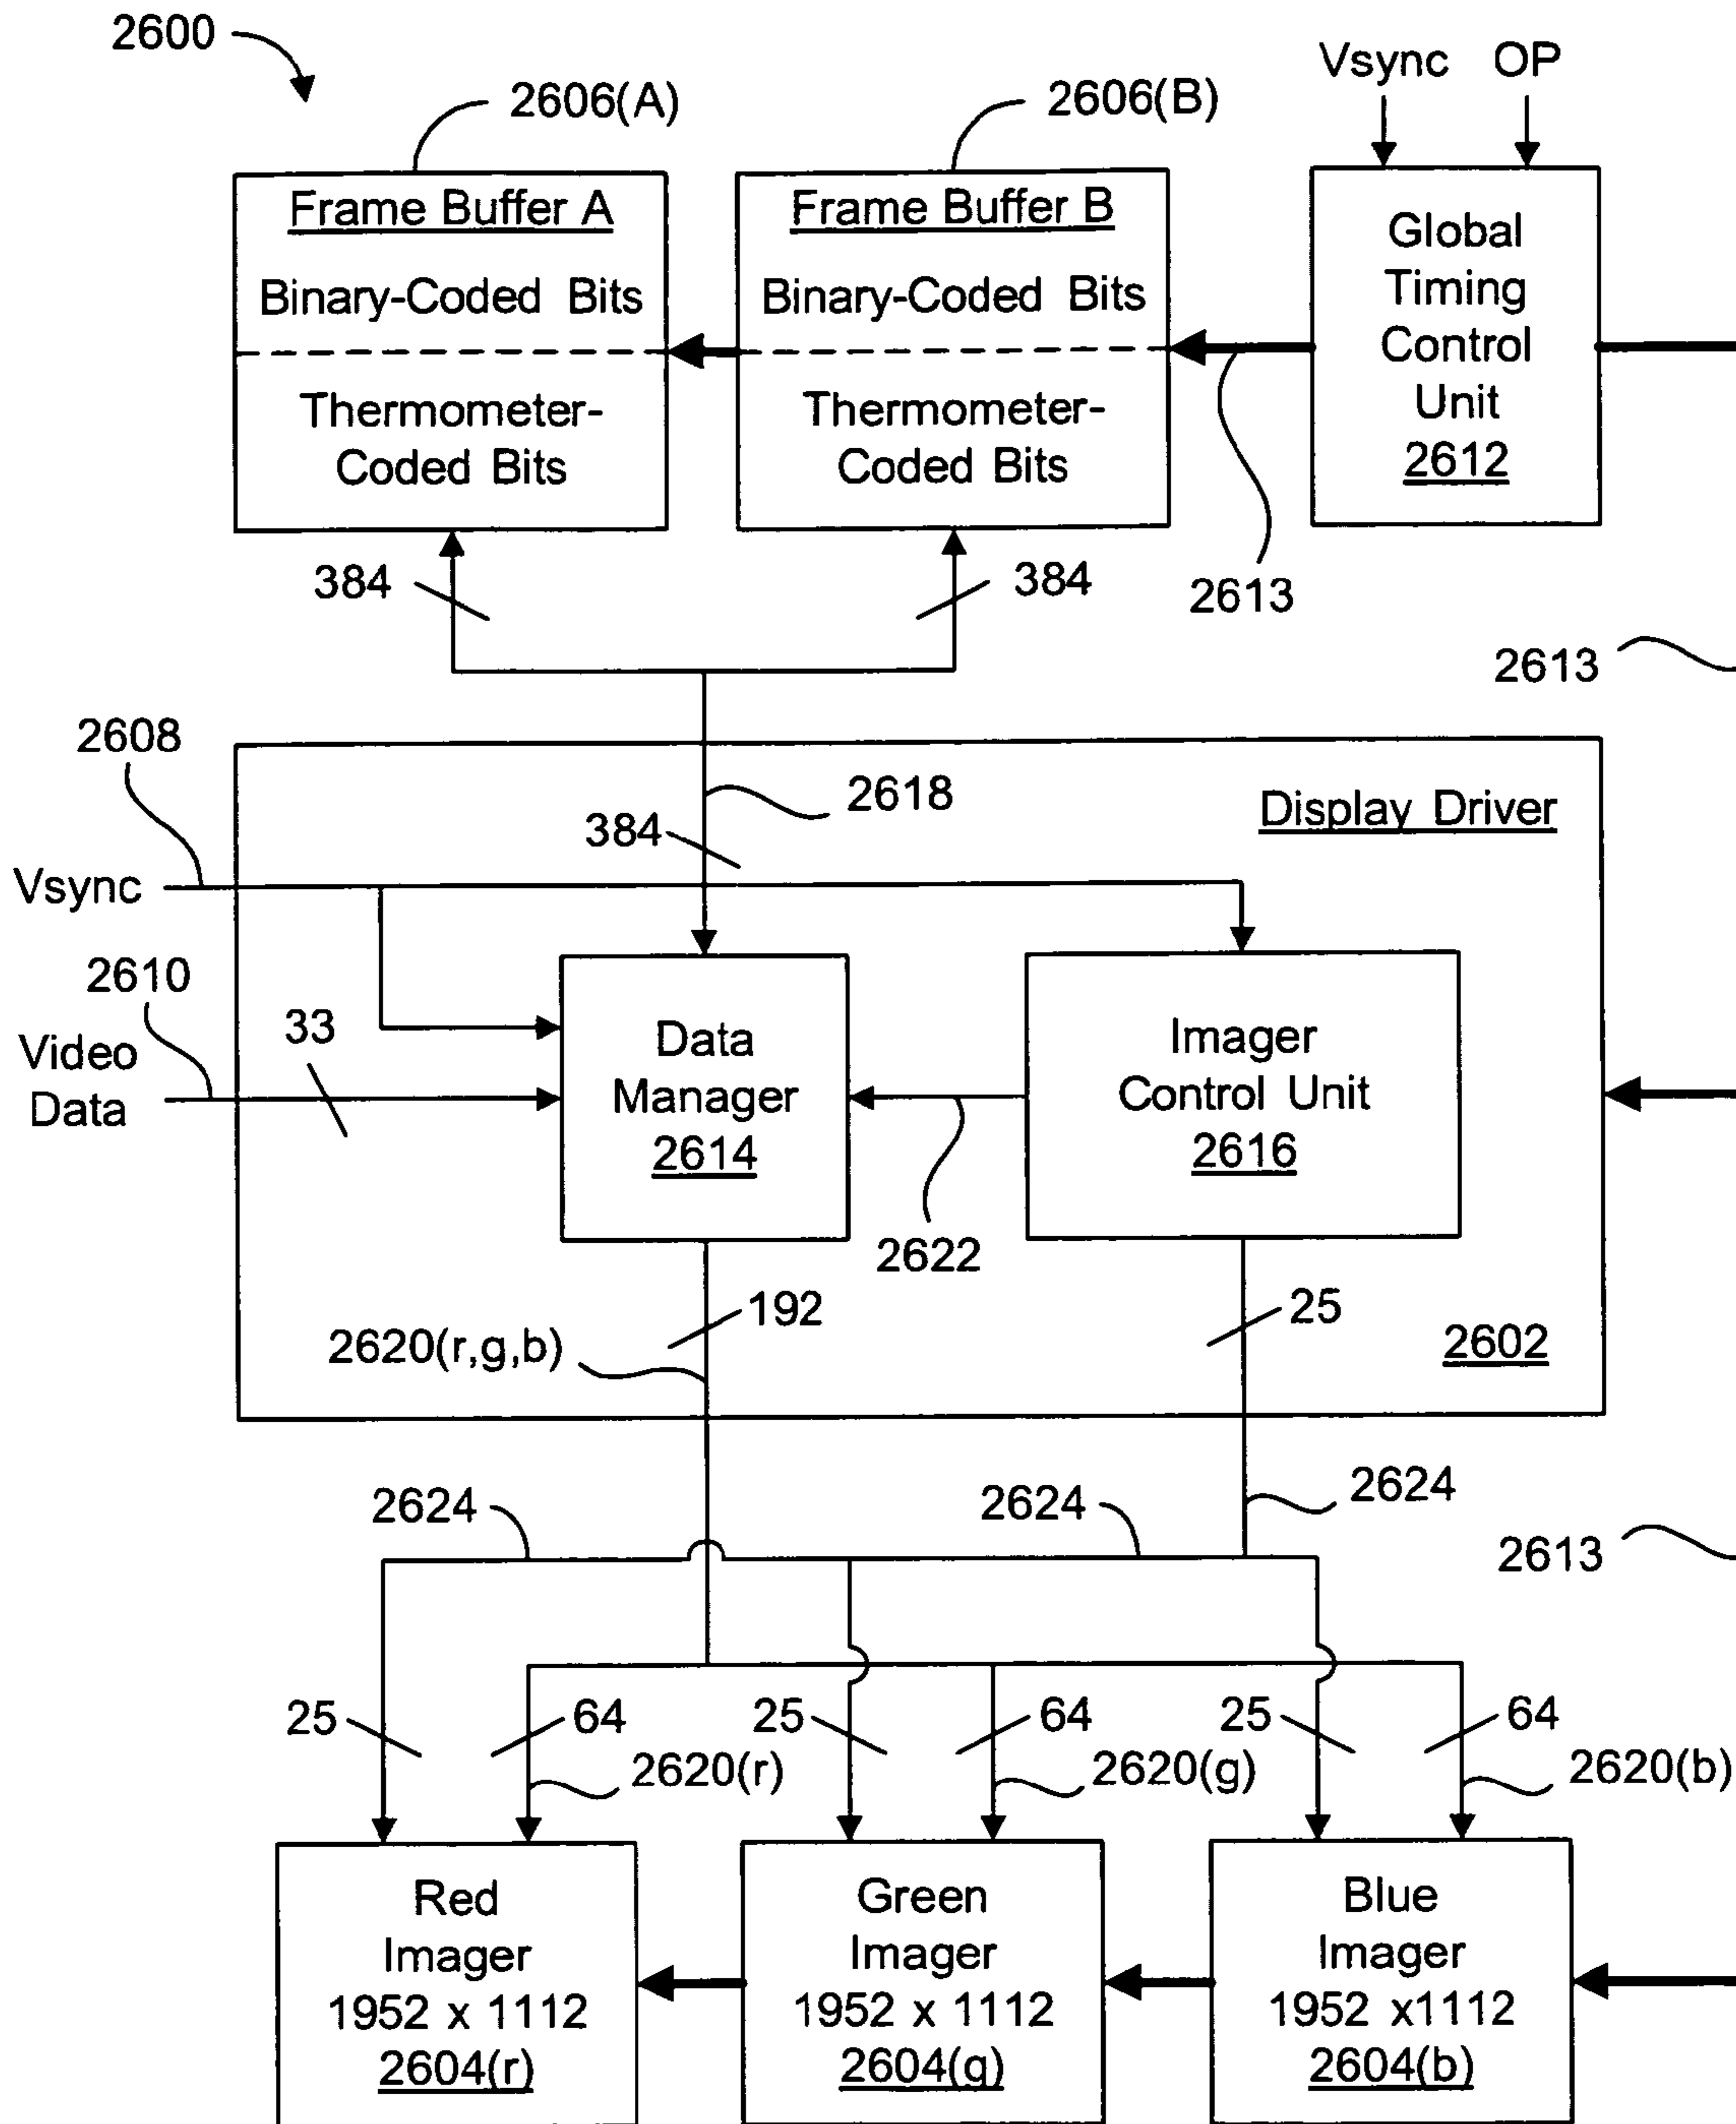 2600
Vsync OP
2606(A)
2606(B)
Frame Buffer A
Binary-Coded Bits
Thermometer-
Coded Bits
Frame Buffer B
Binary-Coded Bits
Thermometer-
Coded Bits
Global
Timing
Control
Unit
2612
384
384
2613
2613
2608
2618
Display Driver
384
Vsync
2610
33
Video
Data
Data
Manager
2614
Imager
Control Unit
2616
2622
192
25
2620(r,g,b)
2602
2624
2624
2624
2613
25
64
25
64
25
64
2620(r)
2620(g)
2620(b)
Red
Imager
1952 x 1112
2604(r)
Green
Imager
1952 x 1112
2604(g)
Blue
Imager
1952 x1112
2604(b)